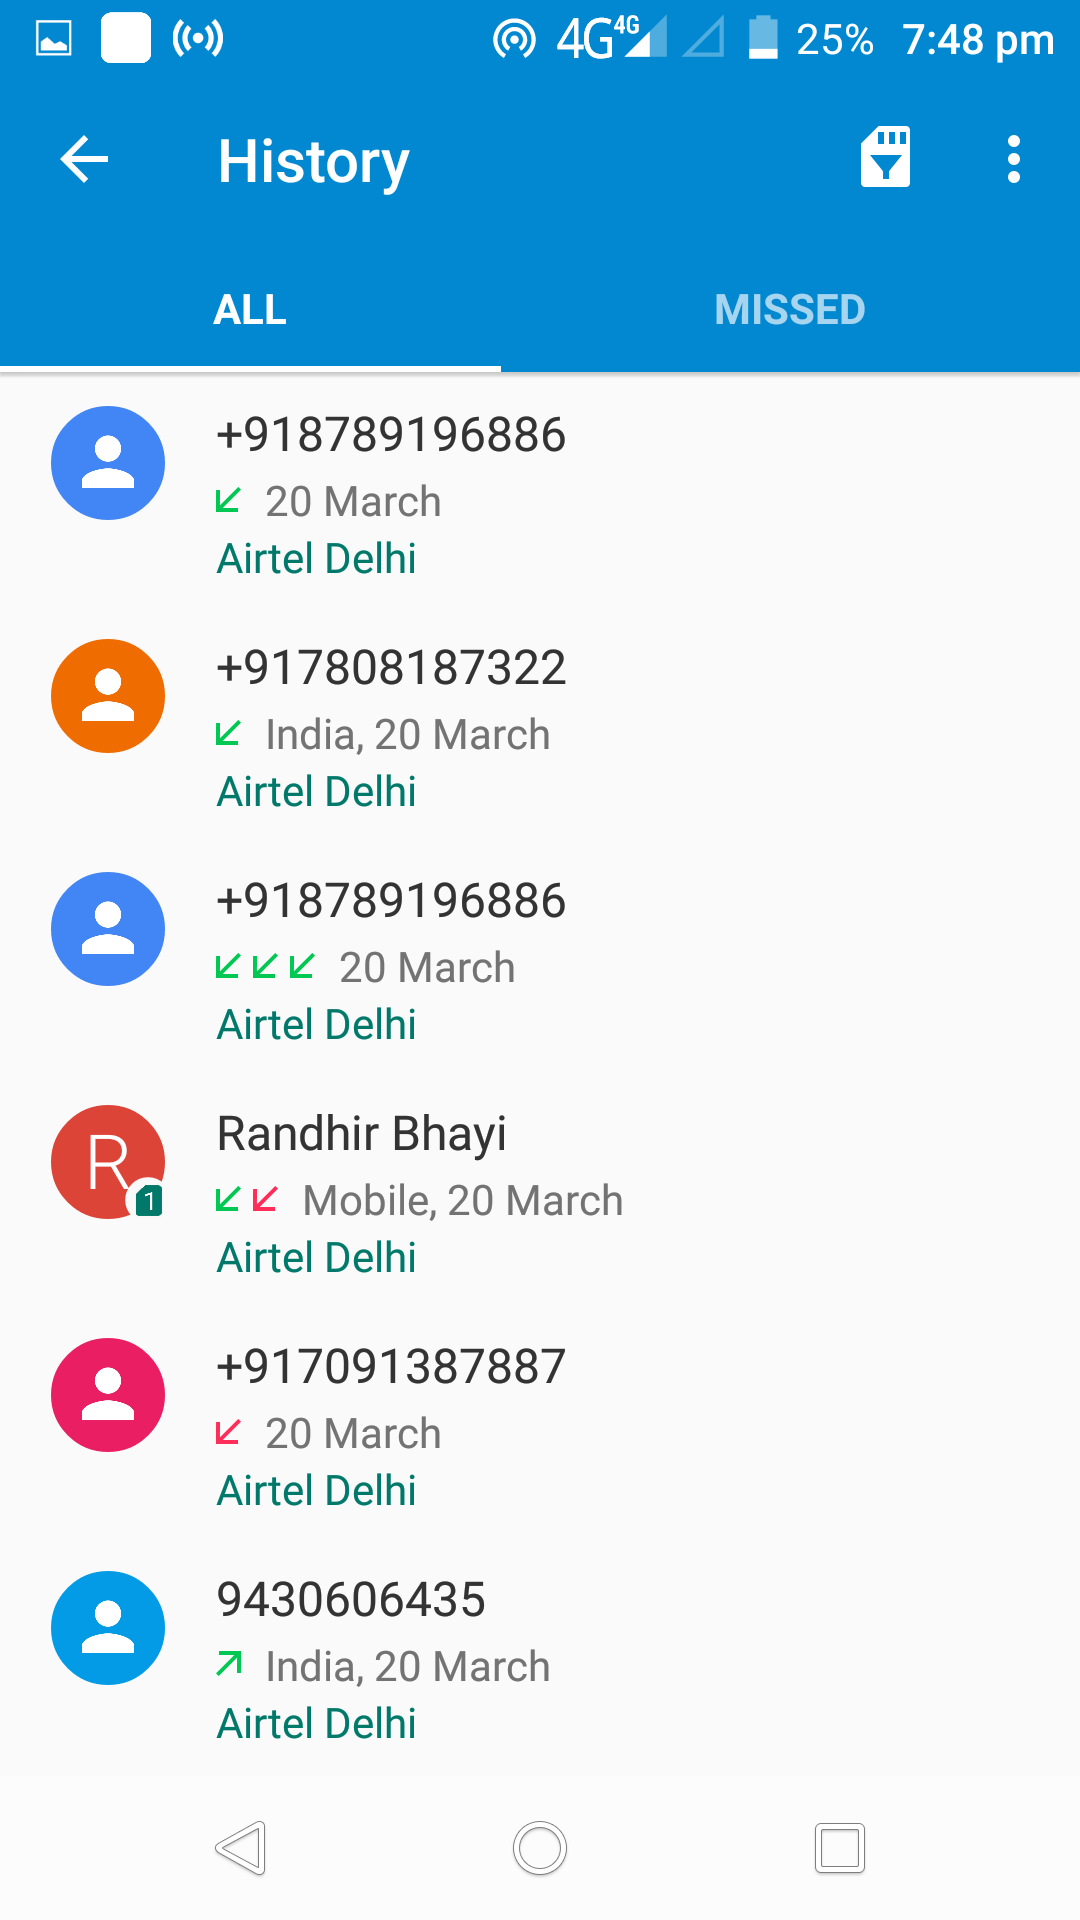 4G 4G 25% 7:48 pm
History
ALL MISSED
+918789196886
20 March
Airtel Delhi
+917808187322
India, 20 March
Airtel Delhi
+918789196886
20 March
Airtel Delhi
R
1
Randhir Bhayi
Mobile, 20 March
Airtel Delhi
+917091387887
20 March
Airtel Delhi
9430606435
India, 20 March
Airtel Delhi